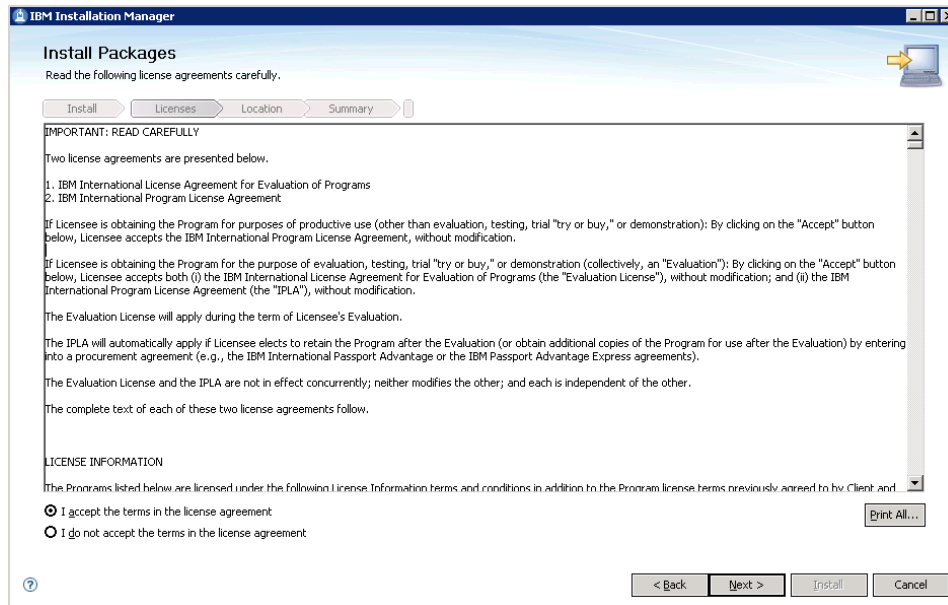 IBM Installation Manager
Install Packages
Read the following license agreements carefully.
Install
Licenses
Location
Summary
IMPORTANT: READ CAREFULLY
Two license agreements are presented below.
1. IBM International License Agreement for Evaluation of Programs
2. IBM International Program License Agreement
If Licensee is obtaining the Program for purposes of productive use (other than evaluation, testing, trial "try or buy," or demonstration): By clicking on the "Accept" button
below, Licensee accepts the IBM International Program License Agreement, without modification.
If Licensee is obtaining the Program for the purpose of evaluation, testing, trial "try or buy," or demonstration (collectively, an "Evaluation"): By clicking on the "Accept" button
below, Licensee accepts both (i) the IBM International License Agreement for Evaluation of Programs (the "Evaluation License"), without modification; and (ii) the IBM
International Program License Agreement (the "IPLA"), without modification.
The Evaluation License will apply during the term of Licensee's Evaluation.
The IPLA will automatically apply if Licensee elects to retain the Program after the Evaluation (or obtain additional copies of the Program for use after the Evaluation) by entering
into a procurement agreement (e.g., the IBM International Passport Advantage or the IBM Passport Advantage Express agreements).
The Evaluation License and the IPLA are not in effect concurrently; neither modifies the other; and each is independent of the other.
The complete text of each of these two license agreements follow.
LICENSE INFORMATION
The Programs listed below are licensed under the following License Information terms and conditions in addition to the Program license terms previously agreed to by Client and
I accept the terms in the license agreement
Print All...
I do not accept the terms in the license agreement
?
< Back
Next >
Install
Cancel